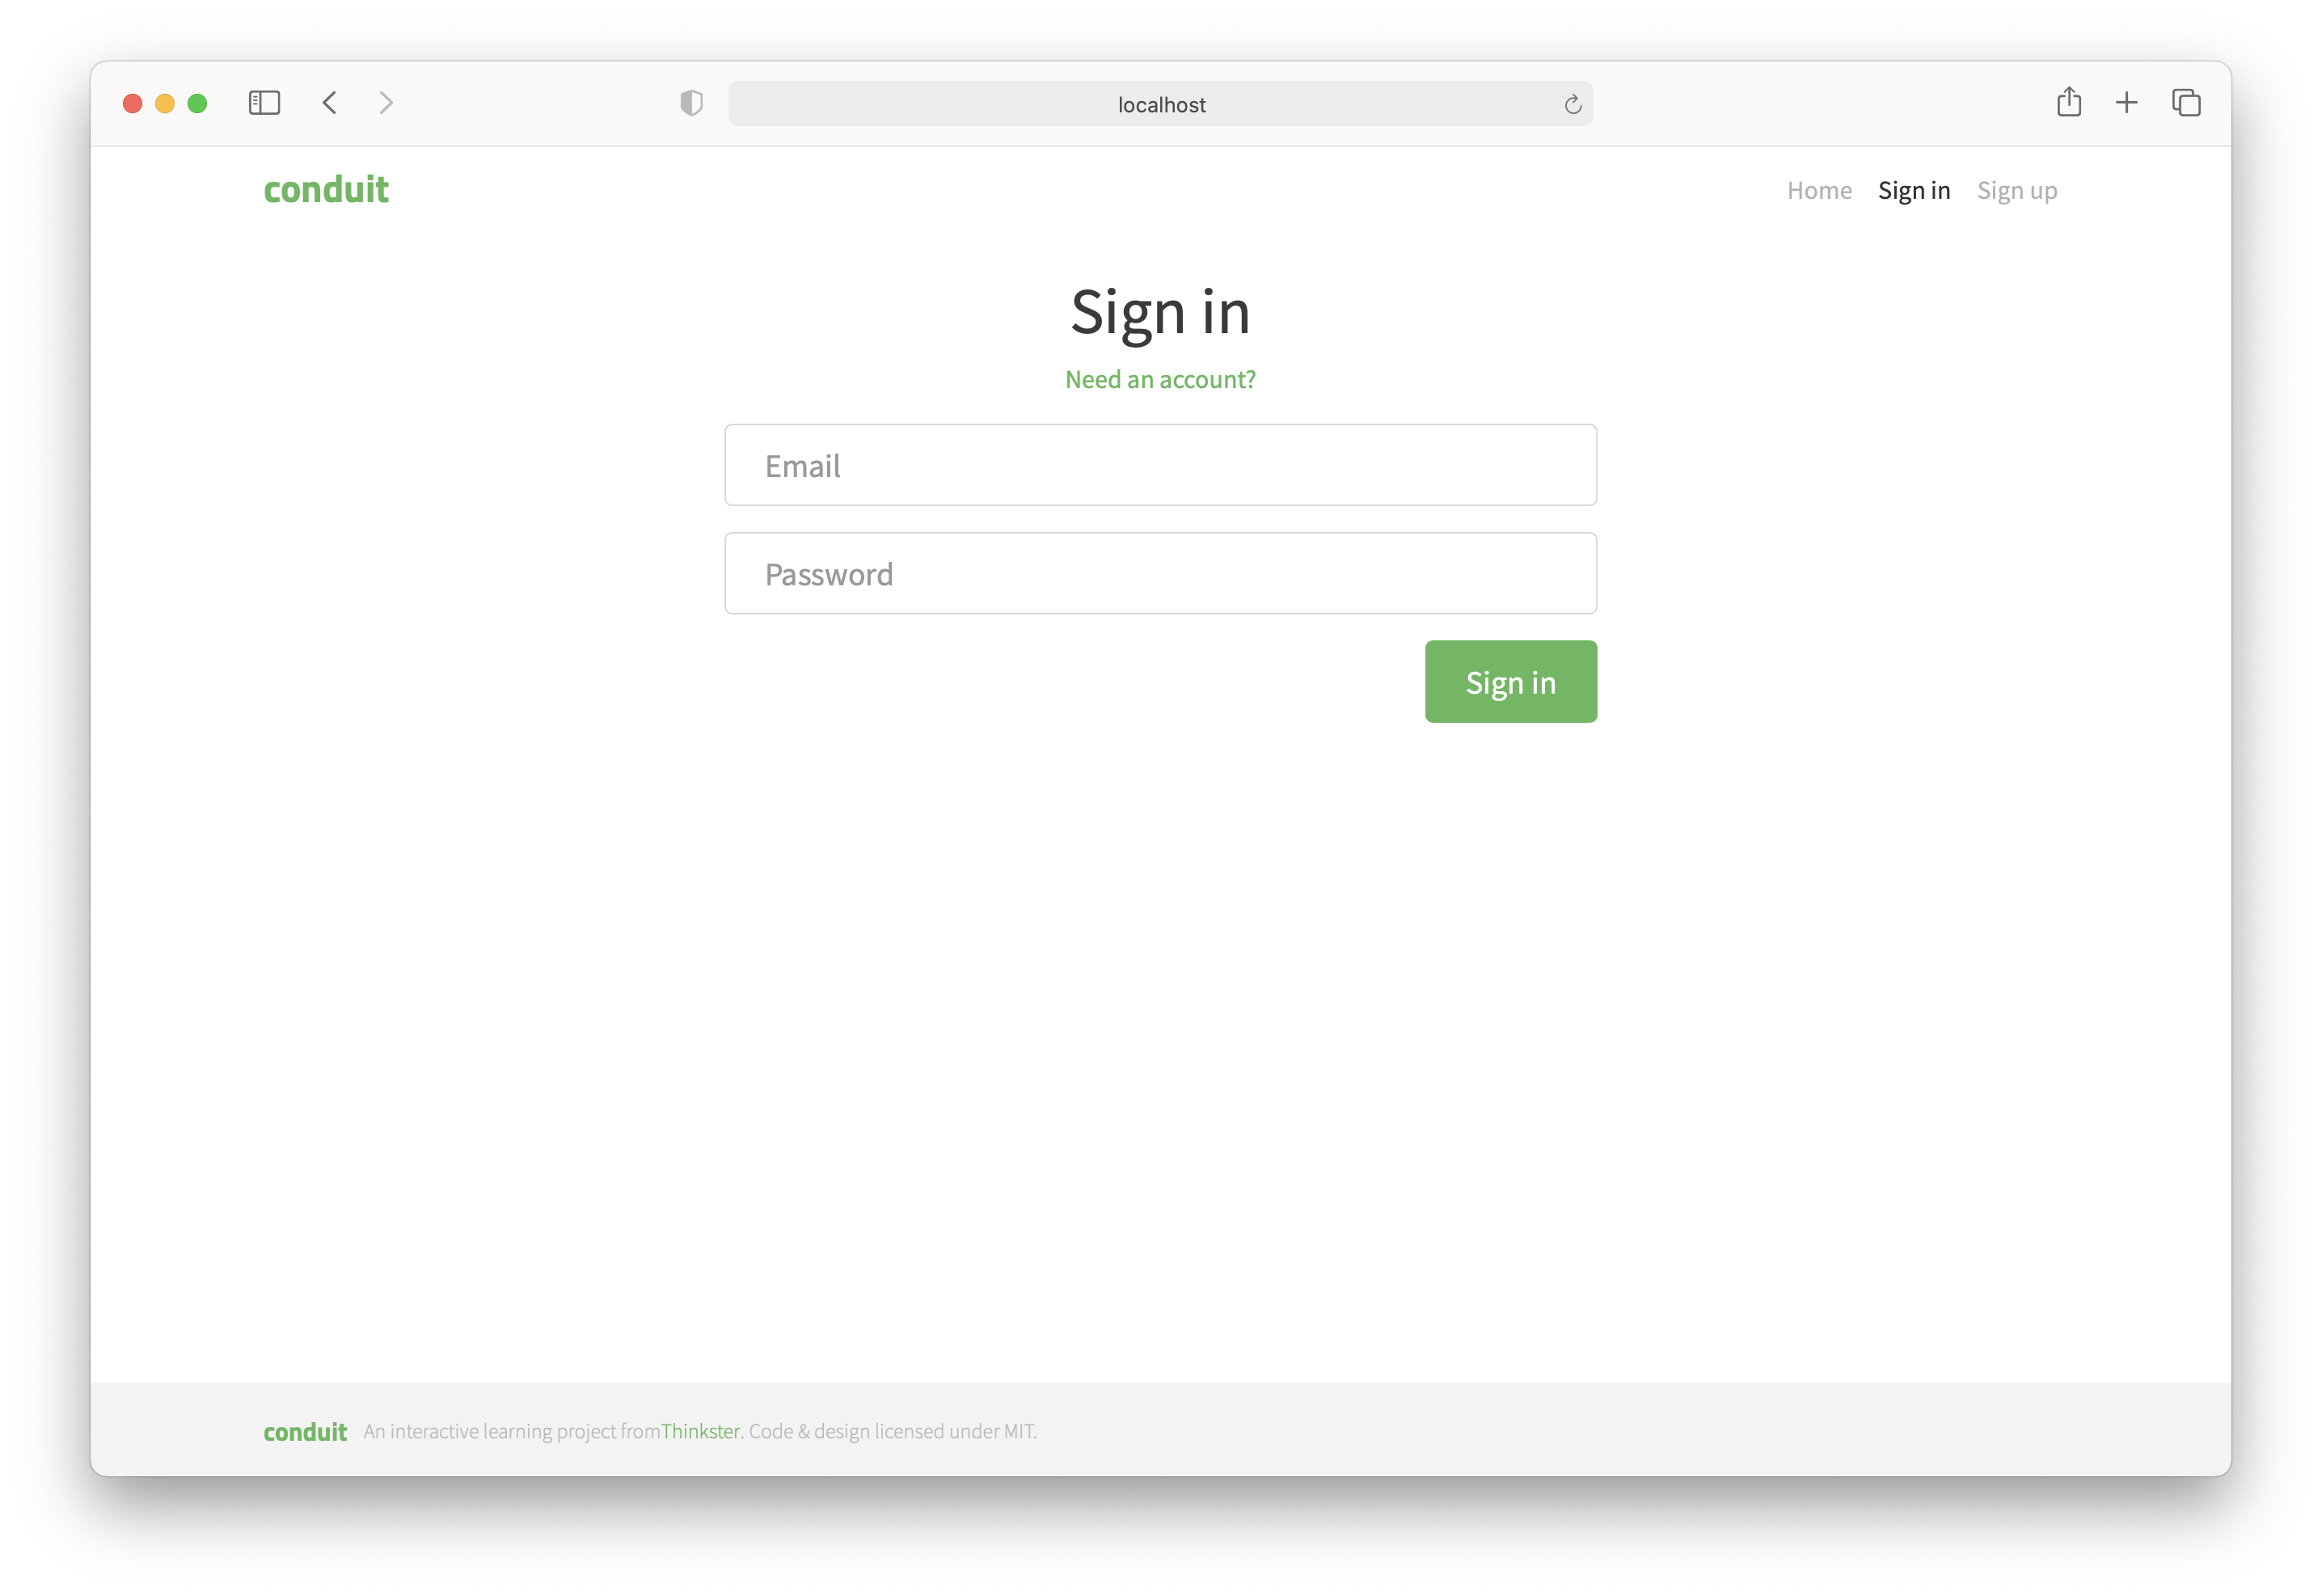 localhost
conduit
Home Sign in Sign up
Sign in
Need an account?
Email
Password
Sign in
conduit An interactive learning project fromThinkster. Code & design licensed under MIT.